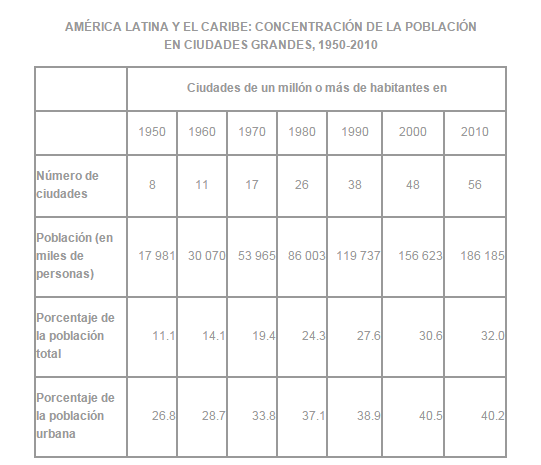 AMÉRICA LATINA Y EL CARIBE: CONCENTRACIÓN DE LA POBLACIÓN
EN CIUDADES GRANDES, 1950-2010
Ciudades de un millón o más de habitantes en
1950 1960 1970 1980 1990 2000 2010
Número de
ciudades
8 11 17 26 38 48 56
Población (en
miles de
personas)
17 981 30 070 53 965 86 003 119 737 156 623 186 185
Porcentaje de
la población
total
11.1 14.1 19.4 24.3 27.6 30.6 32.0
Porcentaje de
la población
urbana
26.8 28.7 33.8 37.1 38.9 40.5 40.2